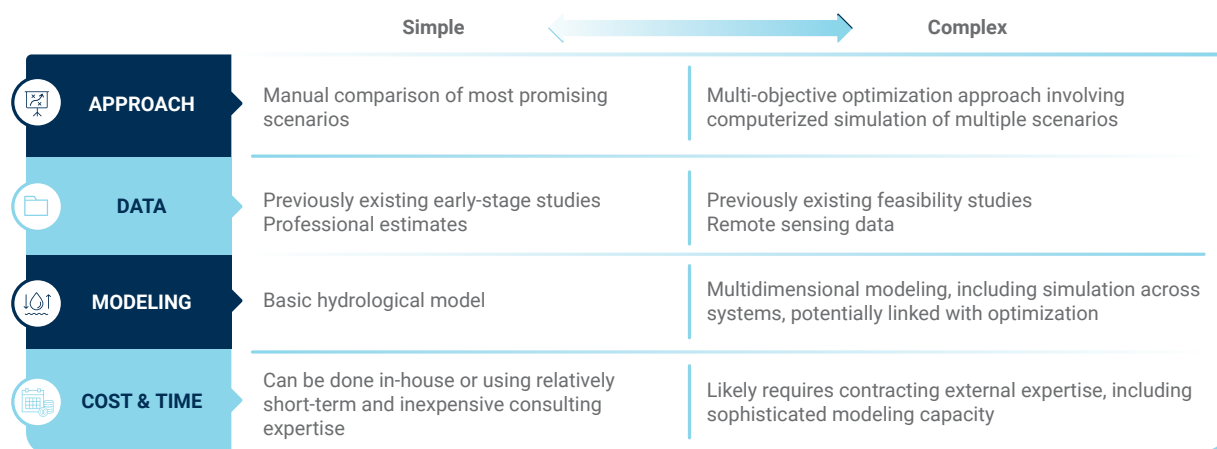 Simple
Complex
APPROACH
Manual comparison of most promising
scenarios
Multi-objective optimization approach involving
computerized simulation of multiple scenarios
DATA
Previously existing early-stage studies
Professional estimates
Previously existing feasibility studies
Remote sensing data
MODELING
Basic hydrological model
Multidimensional modeling, including simulation across
systems, potentially linked with optimization
COST & TIME
Can be done in-house or using relatively
short-term and inexpensive consulting
expertise
Likely requires contracting external expertise, including
sophisticated modeling capacity